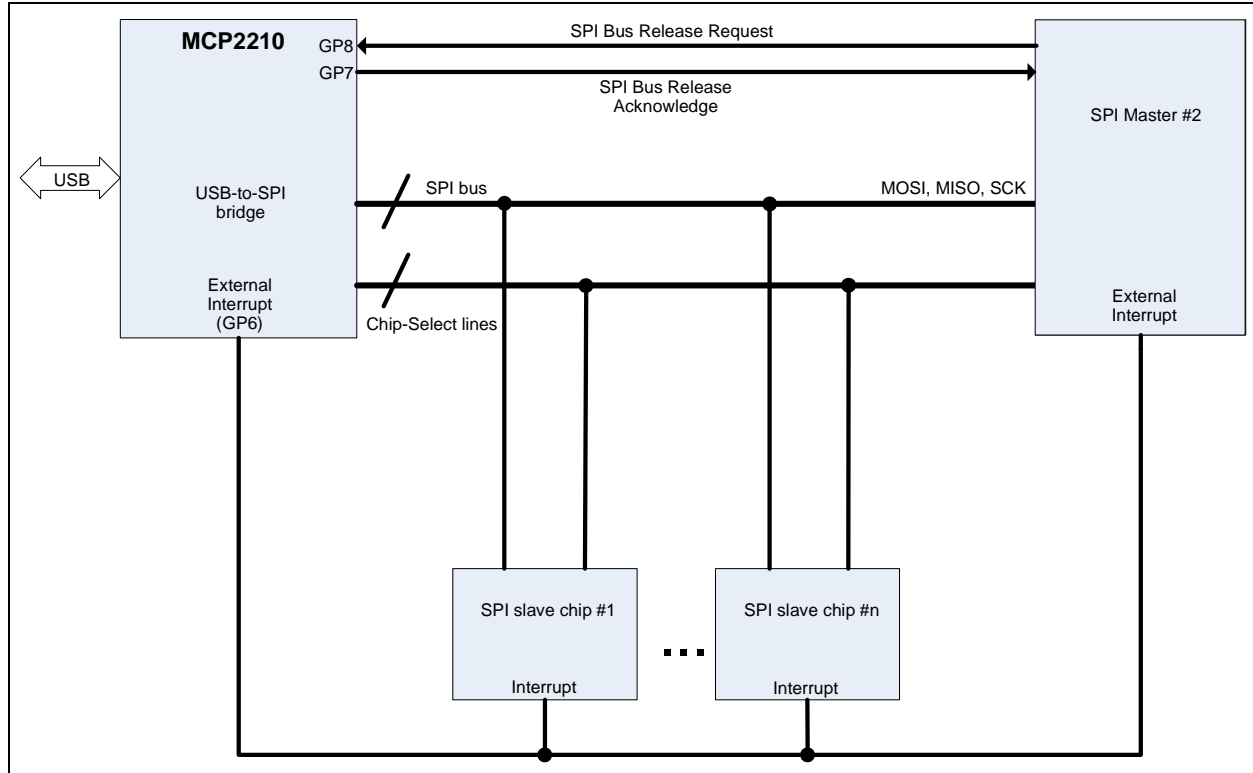 MCP2210
GP8
SPI Bus Release Request
GP7
SPI Bus Release
Acknowledge
SPI Master #2
USB
USB-to-SPI
bridge
SPI bus
MOSI, MISO, SCK
External
Interrupt
(GP6)
Chip-Select lines
External
Interrupt
SPI slave chip #1
SPI slave chip #n
Interrupt
Interrupt